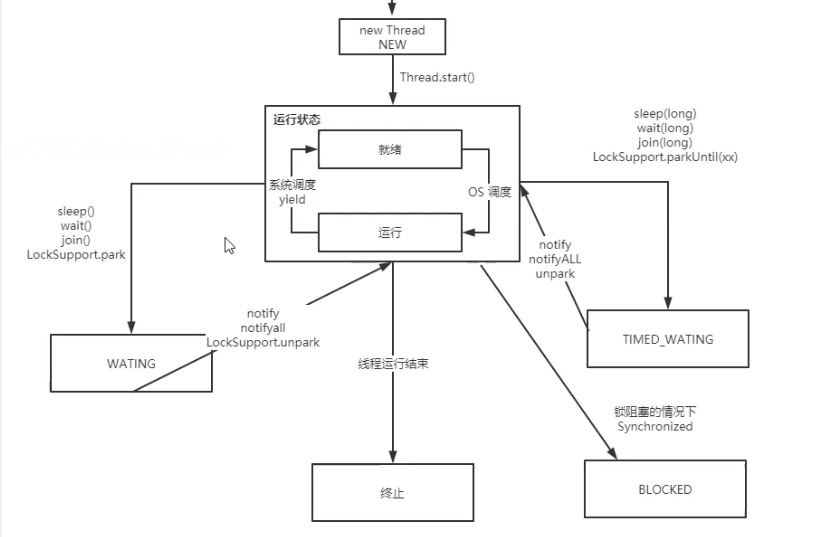 new Thread
NEW
Thread.start()
运行状态
就绪
系统调度
yield
OS 调度
运行
sleep(long)
wait(long)
join(long)
LockSupport.parkUntil(xx)
sleep()
wait()
join()
LockSupport.park
notify
notifyALL
unpark
notify
notifyall
LockSupport.unpark
WATING
TIMED_WATING
线程运行结束
锁阻塞的情况下
Synchronized
终止
BLOCKED